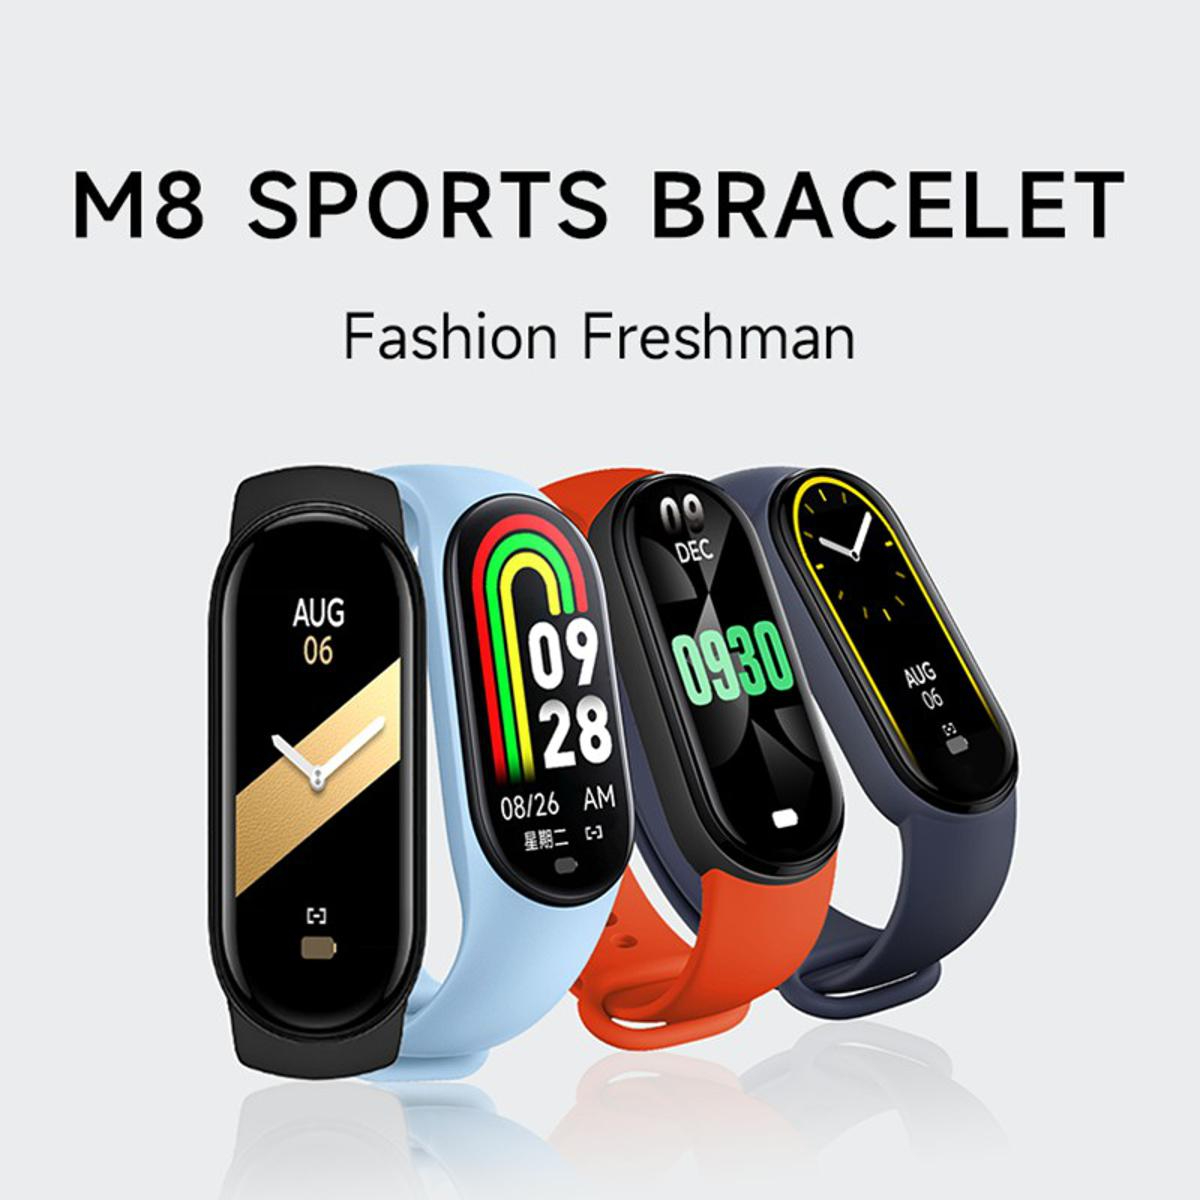 M8 SPORTS BRACELET
Fashion Freshman
AUG
06
09
28
08/26 AM
星期二
09
DEC
0930
AUG
06